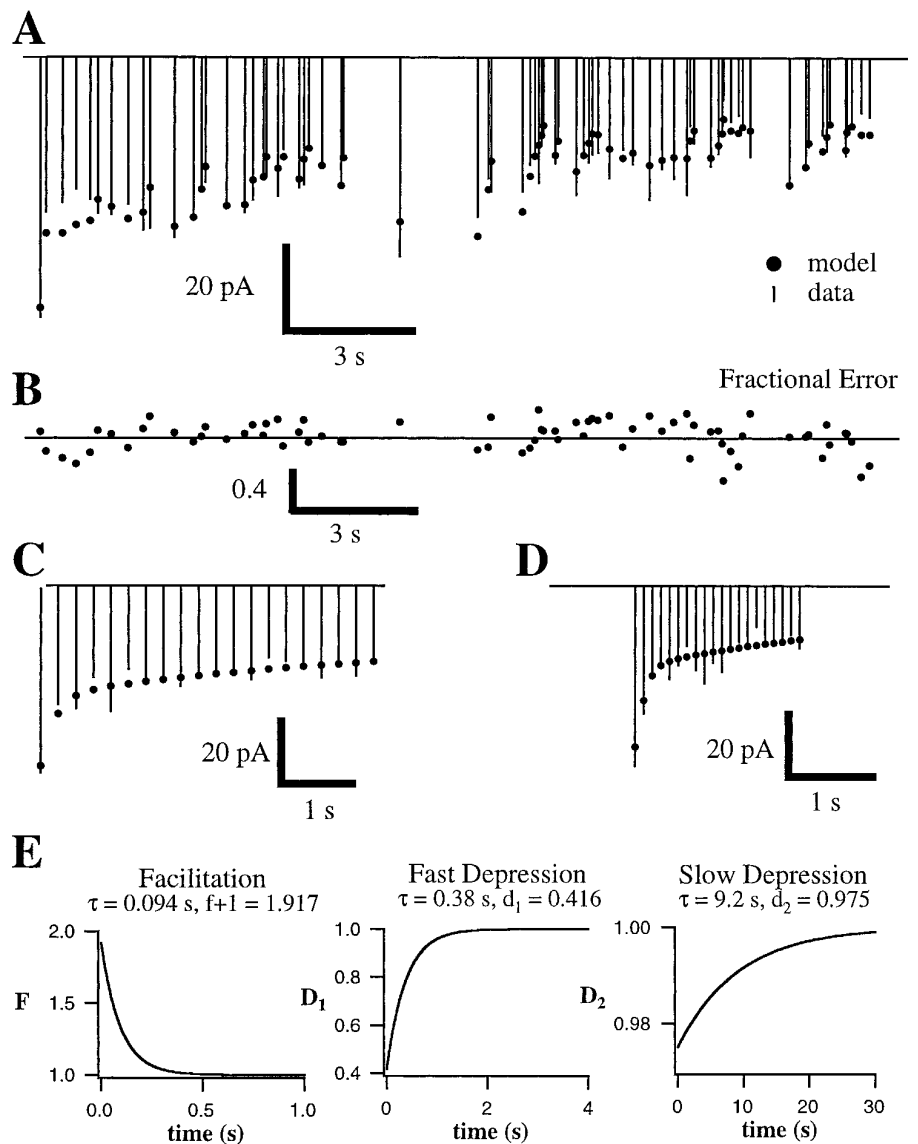 A
20 pA
3 s
model
data
B
Fractional Error
0.4
3 s
C
D
20 pA
1 s
20 pA
1 s
E
Facilitation
τ = 0.094 s, f+1 = 1.917
Fast Depression
τ = 0.38 s, d₁ = 0.416
Slow Depression
τ = 9.2 s, d₂ = 0.975
2.0
1.5
1.0
F
0.0
0.5
1.0
time (s)
1.0
0.8
0.6
0.4
D₁
0
2
4
time (s)
1.00
0.98
D₂
0
10
20
30
time (s)